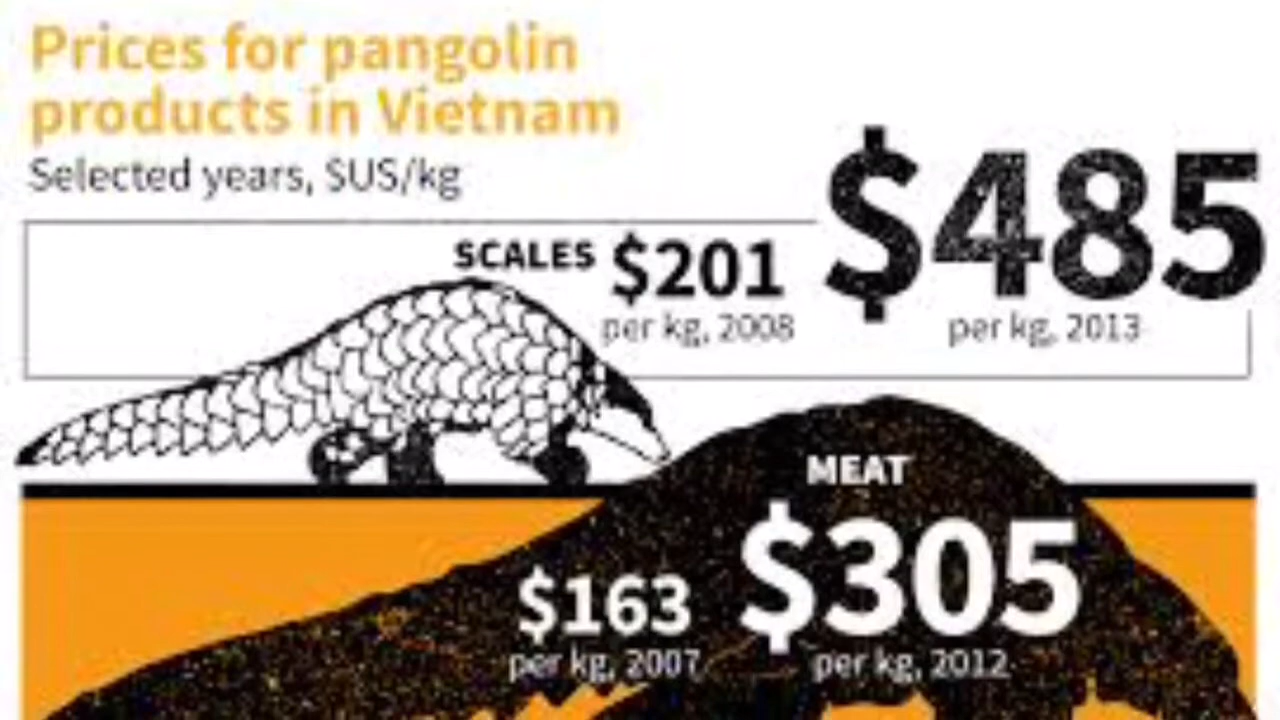 Prices for pangolin
products in Vietnam
Selected years, $US/kg
SCALES $201 $485
per kg, 2008 per kg, 2013
MEAT
$163 $305
per kg, 2007 per kg, 2012